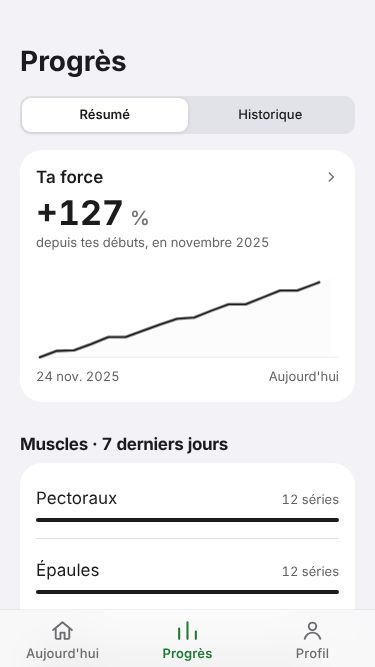 Progrès
Résumé
Historique
Ta force
+127 %
depuis tes débuts, en novembre 2025
24 nov. 2025
Aujourd'hui
Muscles · 7 derniers jours
Pectoraux
12 séries
Épaules
12 séries
Aujourd'hui
Progrès
Profil